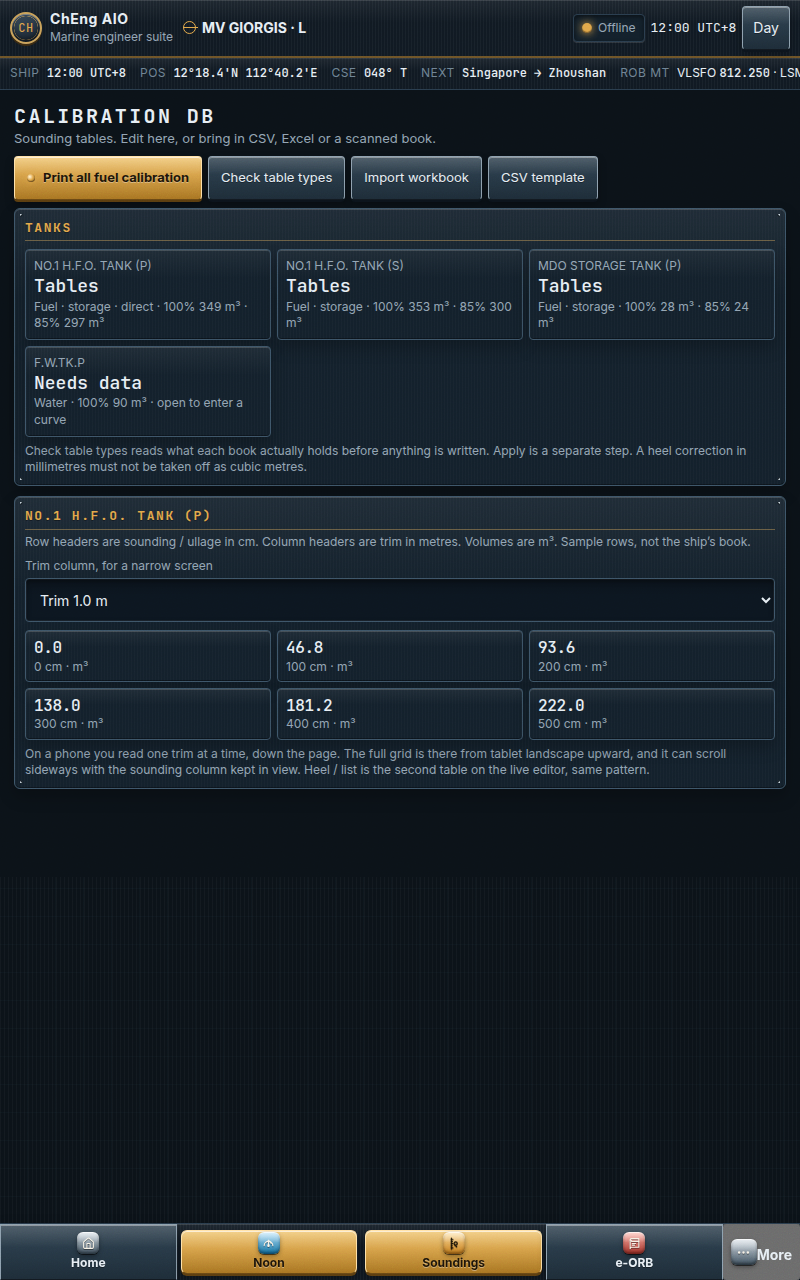 CH
ChEng AIO
Marine engineer suite
MV GIORGIS · L
Offline
12:00 UTC+8
Day
SHIP 12:00 UTC+8 POS 12°18.4'N 112°40.2'E CSE 048° T NEXT Singapore → Zhoushan ROB MT VLSFO 812.250 · LSM
CALIBRATION DB
Sounding tables. Edit here, or bring in CSV, Excel or a scanned book.
Print all fuel calibration
Check table types
Import workbook
CSV template
TANKS
NO.1 H.F.O. TANK (P)
Tables
Fuel · storage · direct · 100% 349 m³ ·
85% 297 m³
NO.1 H.F.O. TANK (S)
Tables
Fuel · storage · 100% 353 m³ · 85% 300
m³
MDO STORAGE TANK (P)
Tables
Fuel · storage · 100% 28 m³ · 85% 24
m³
F.W.TK.P
Needs data
Water · 100% 90 m³ · open to enter a
curve
Check table types reads what each book actually holds before anything is written. Apply is a separate step. A heel correction in
millimetres must not be taken off as cubic metres.
NO.1 H.F.O. TANK (P)
Row headers are sounding / ullage in cm. Column headers are trim in metres. Volumes are m³. Sample rows, not the ship's book.
Trim column, for a narrow screen
Trim 1.0 m
0.0
0 cm · m³
46.8
100 cm · m³
93.6
200 cm · m³
138.0
300 cm · m³
181.2
400 cm · m³
222.0
500 cm · m³
On a phone you read one trim at a time, down the page. The full grid is there from tablet landscape upward, and it can scroll
sideways with the sounding column kept in view. Heel / list is the second table on the live editor, same pattern.
Home
Noon
Soundings
e-ORB
More